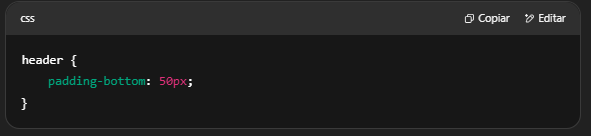 css Copiar Editar
header {
    padding-bottom: 50px;
}